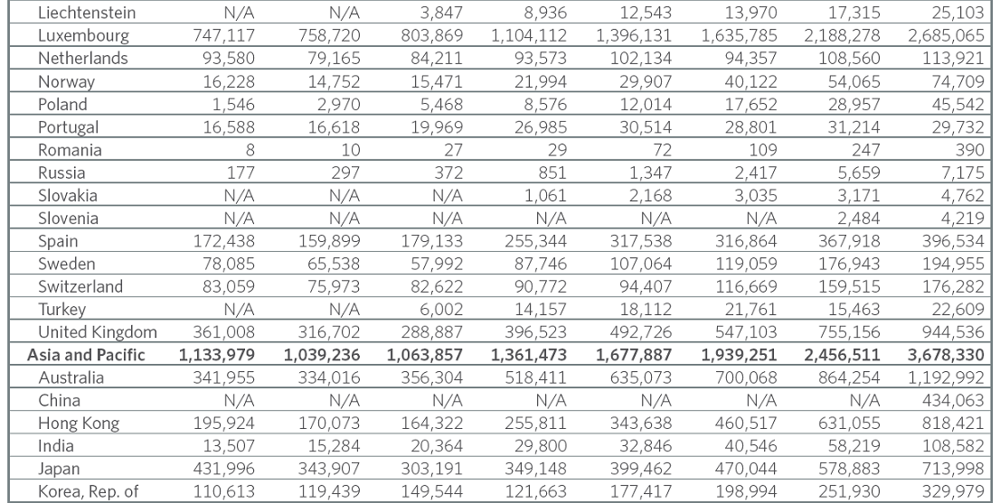 Liechtenstein N/A N/A 3,847 8,936 12,543 13,970 17,315 25,103
Luxembourg 747,117 758,720 803,869 1,104,112 1,396,131 1,635,785 2,188,278 2,685,065
Netherlands 93,580 79,165 84,211 93,573 102,134 94,357 108,560 113,921
Norway 16,228 14,752 15,471 21,994 29,907 40,122 54,065 74,709
Poland 1,546 2,970 5,468 8,576 12,014 17,652 28,957 45,542
Portugal 16,588 16,618 19,969 26,985 30,514 28,801 31,214 29,732
Romania 8 10 27 29 72 109 247 390
Russia 177 297 372 851 1,347 2,417 5,659 7,175
Slovakia N/A N/A N/A 1,061 2,168 3,035 3,171 4,762
Slovenia N/A N/A N/A N/A N/A N/A 2,484 4,219
Spain 172,438 159,899 179,133 255,344 317,538 316,864 367,918 396,534
Sweden 78,085 65,538 57,992 87,746 107,064 119,059 176,943 194,955
Switzerland 83,059 75,973 82,622 90,772 94,407 116,669 159,515 176,282
Turkey N/A N/A 6,002 14,157 18,112 21,761 15,463 22,609
United Kingdom 361,008 316,702 288,887 396,523 492,726 547,103 755,156 944,536
Asia and Pacific 1,133,979 1,039,236 1,063,857 1,361,473 1,677,887 1,939,251 2,456,511 3,678,330
Australia 341,955 334,016 356,304 518,411 635,073 700,068 864,254 1,192,992
China N/A N/A N/A N/A N/A N/A N/A 434,063
Hong Kong 195,924 170,073 164,322 255,811 343,638 460,517 631,055 818,421
India 13,507 15,284 20,364 29,800 32,846 40,546 58,219 108,582
Japan 431,996 343,907 303,191 349,148 399,462 470,044 578,883 713,998
Korea, Rep. of 110,613 119,439 149,544 121,663 177,417 198,994 251,930 329,979